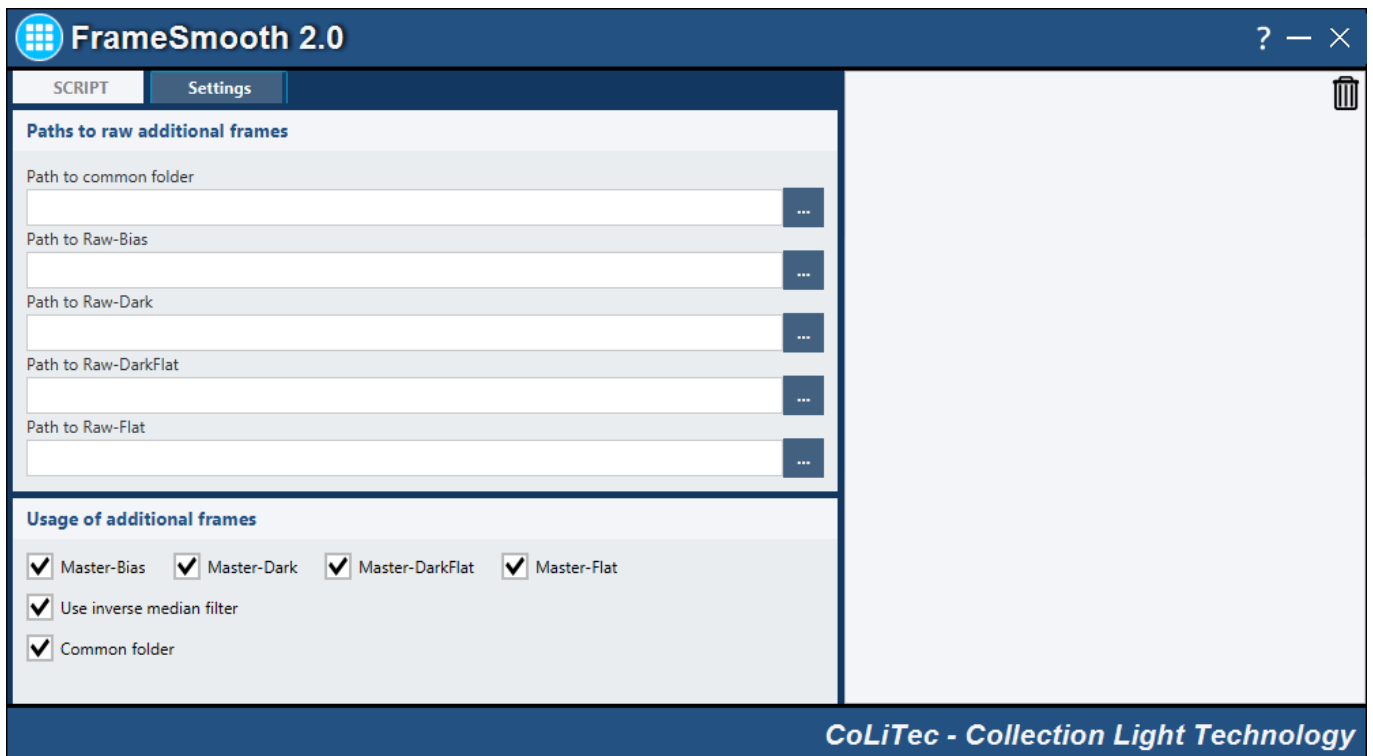 FrameSmooth 2.0
? — ×
SCRIPT Settings
Paths to raw additional frames
Path to common folder
...
Path to Raw-Bias
...
Path to Raw-Dark
...
Path to Raw-DarkFlat
...
Path to Raw-Flat
...
Usage of additional frames
Master-Bias Master-Dark Master-DarkFlat Master-Flat
Use inverse median filter
Common folder
CoLiTec - Collection Light Technology